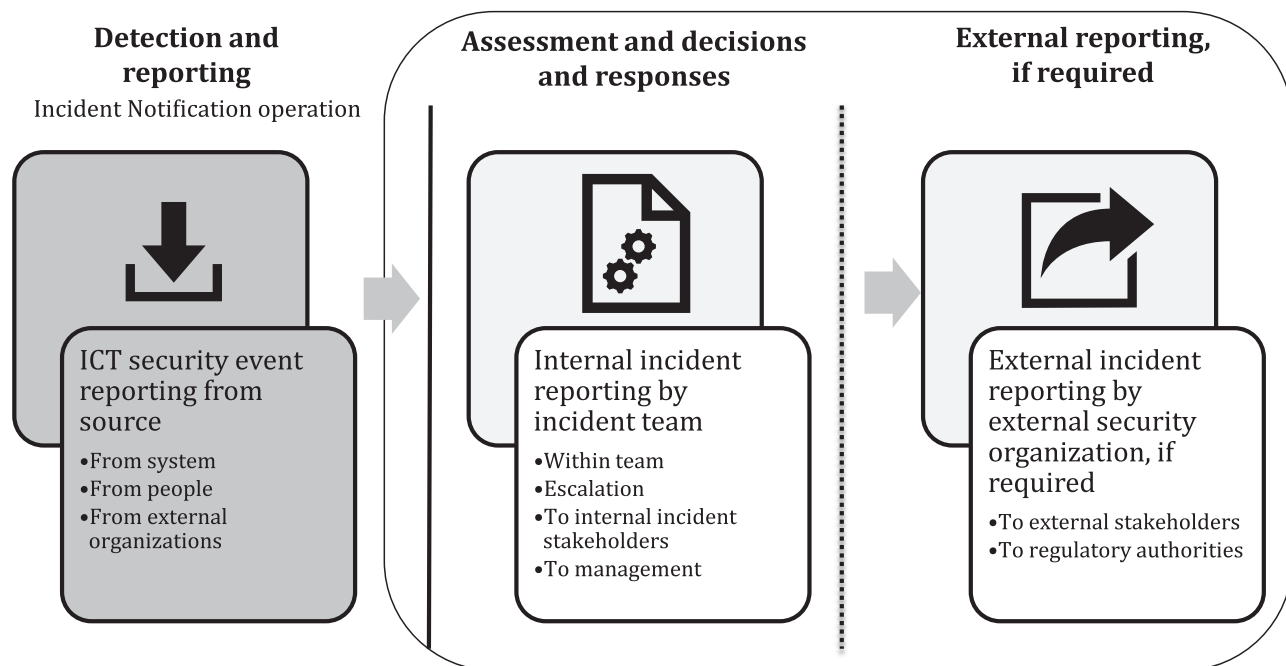 Detection and
reporting
Incident Notification operation
ICT security event
reporting from
source
•From system
•From people
•From external
organizations
Assessment and decisions
and responses
Internal incident
reporting by
incident team
•Within team
•Escalation
•To internal incident
stakeholders
•To management
External reporting,
if required
External incident
reporting by
external security
organization, if
required
•To external stakeholders
•To regulatory authorities